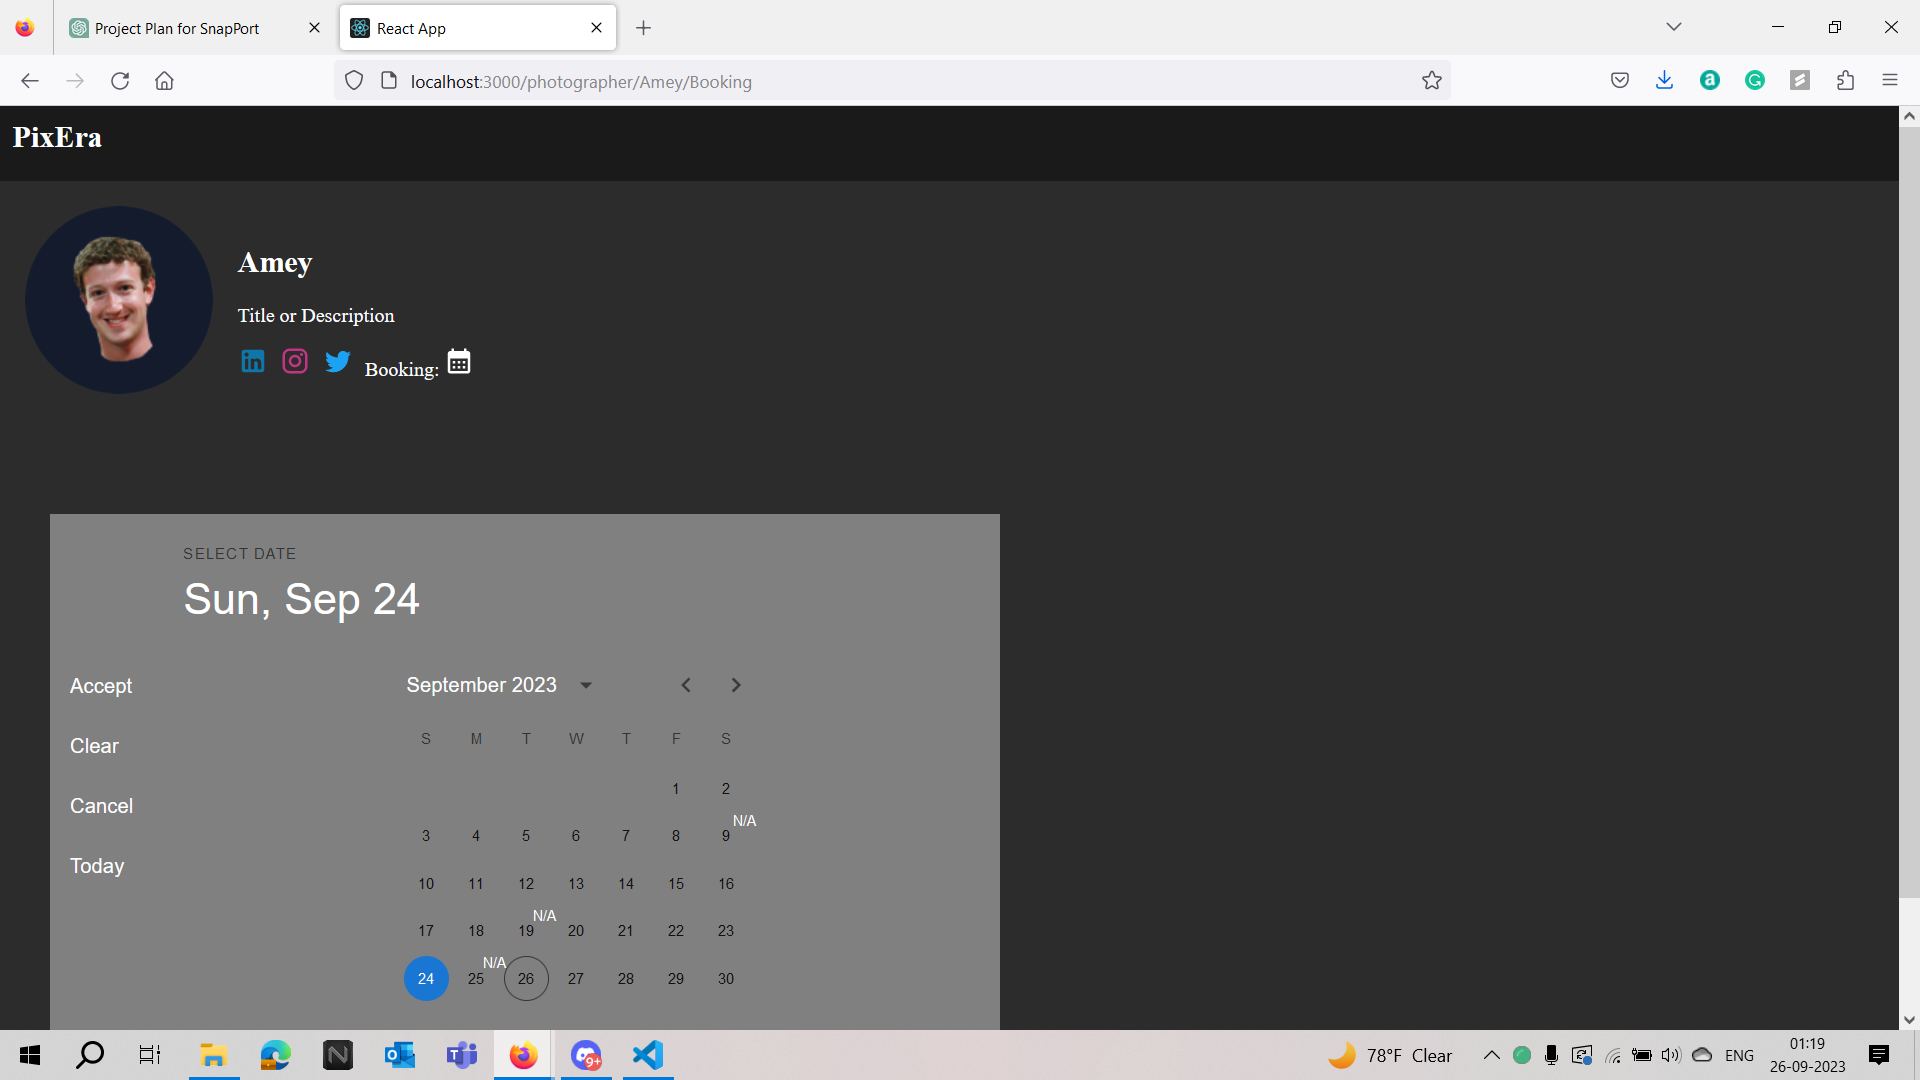 Project Plan for SnapPort
React App
localhost:3000/photographer/Amey/Booking
PixEra
Amey
Title or Description
Booking:
SELECT DATE
Sun, Sep 24
Accept
Clear
Cancel
Today
September 2023
S M T W T F S
1 2
N/A
3 4 5 6 7 8 9
10 11 12 13 14 15 16
N/A
17 18 19 20 21 22 23
N/A
24 25 26 27 28 29 30
9+
78°F Clear
ENG
01:19
26-09-2023